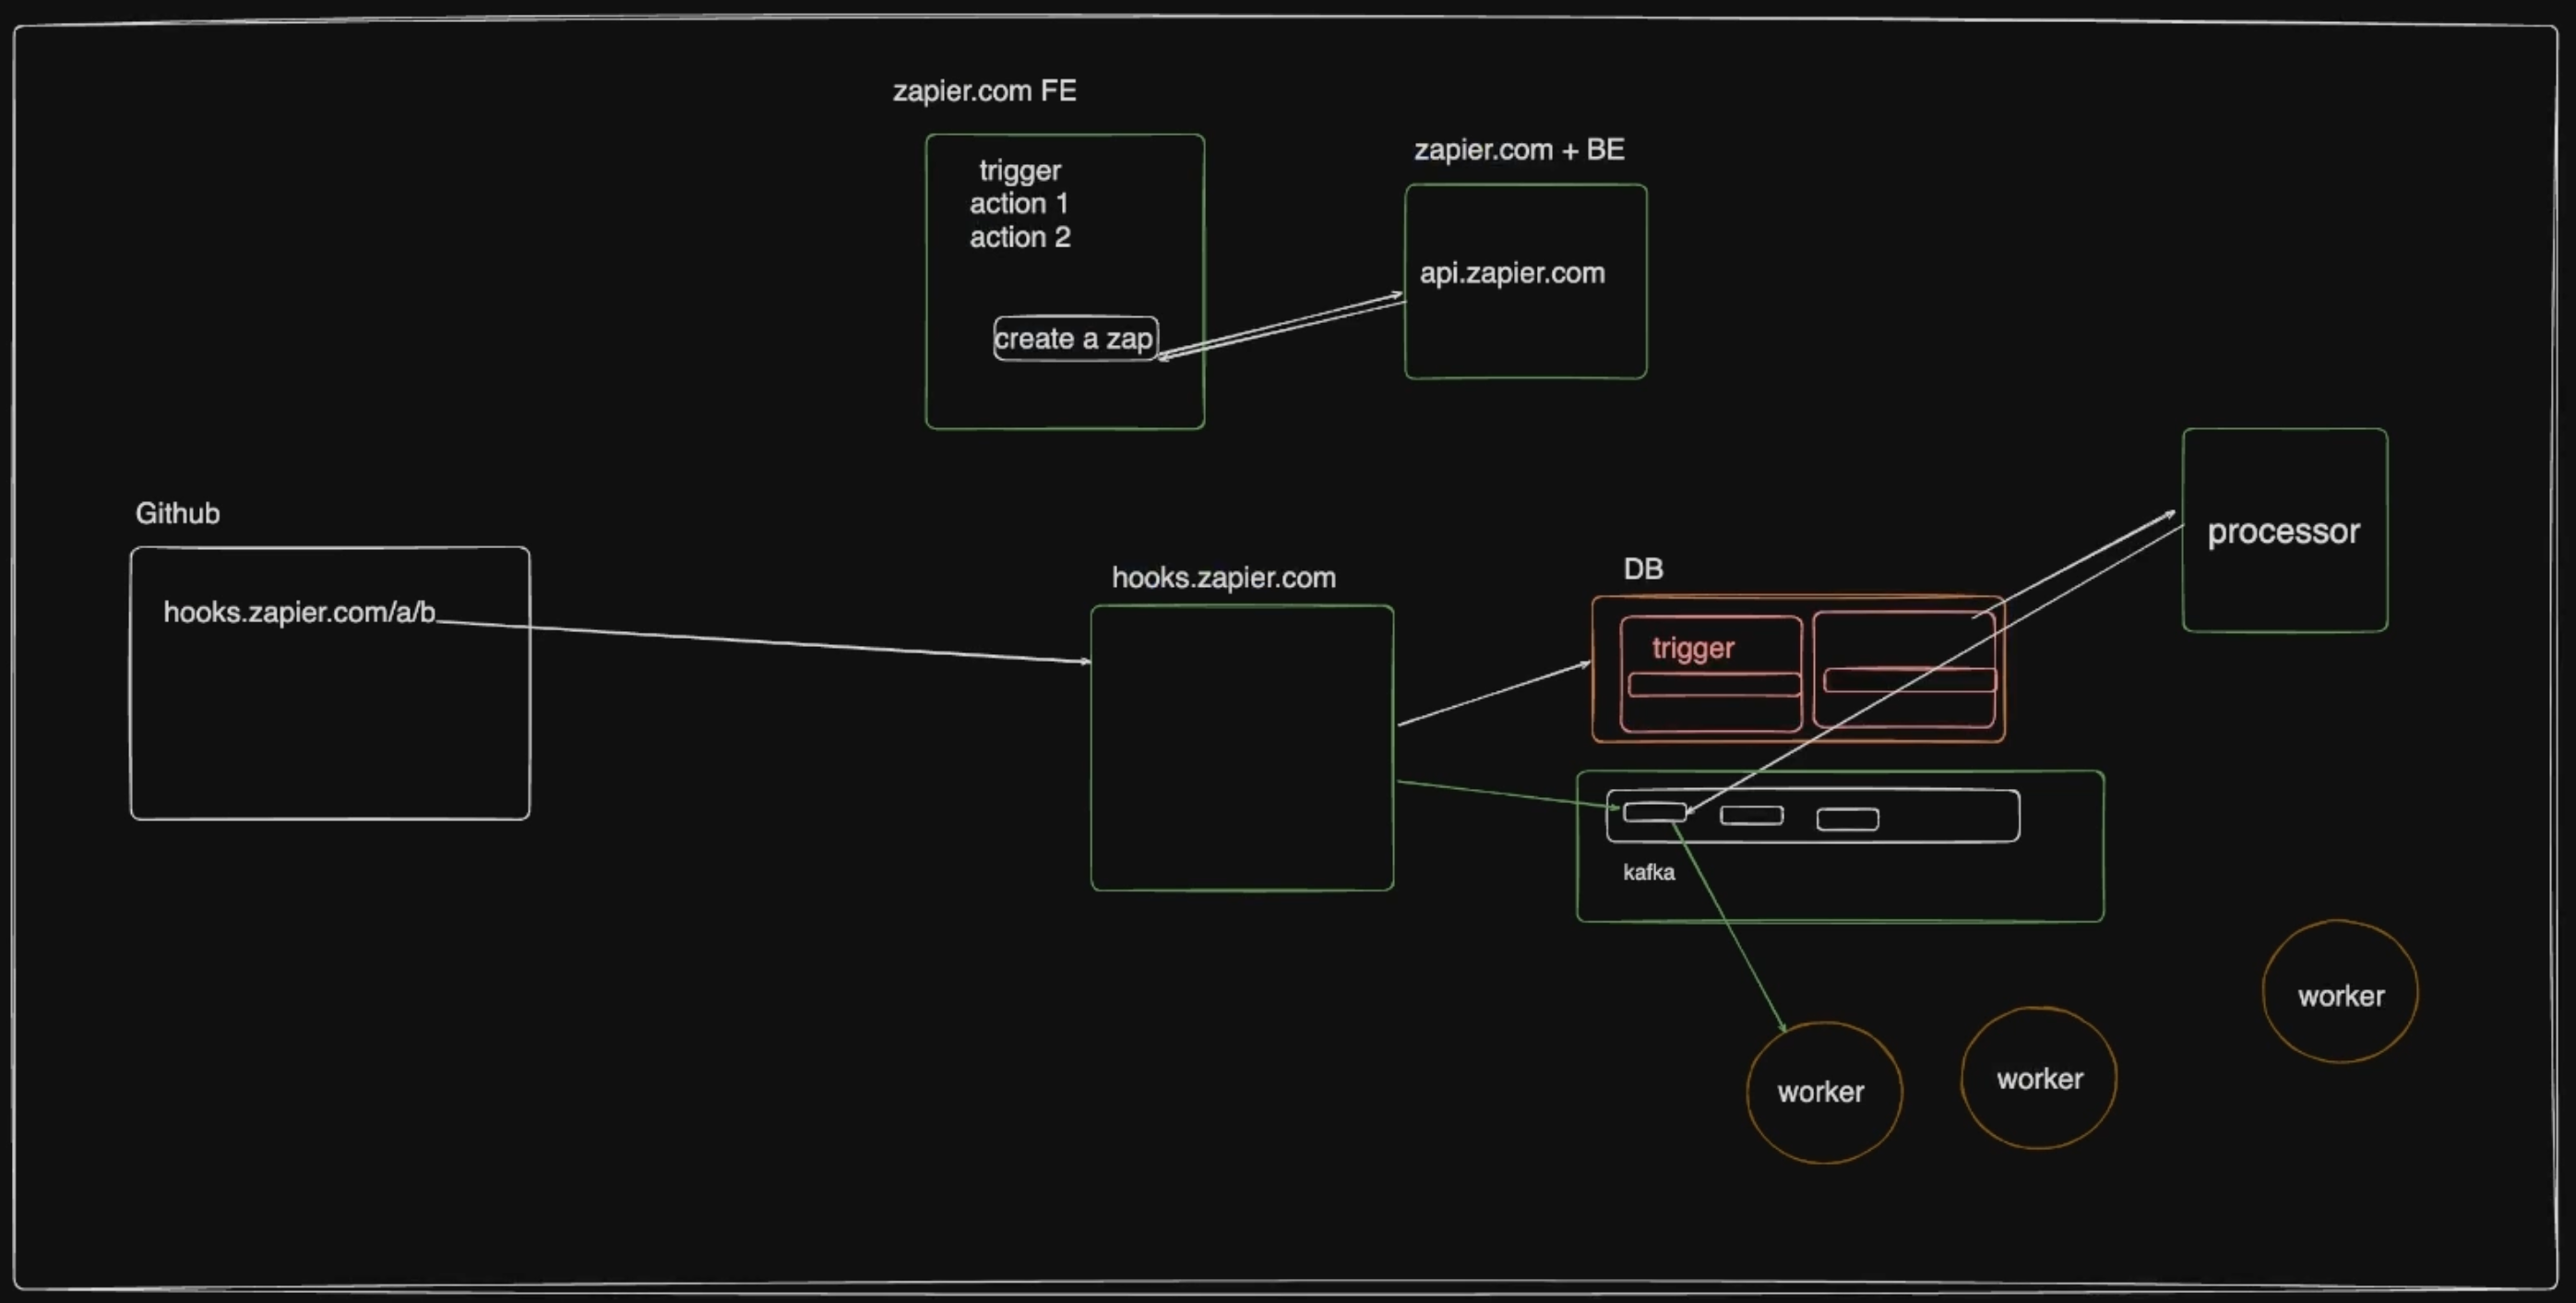 zapier.com FE
trigger
action 1
action 2
create a zap
zapier.com + BE
api.zapier.com
Github
hooks.zapier.com/a/b
hooks.zapier.com
DB
trigger
processor
kafka
worker
worker
worker